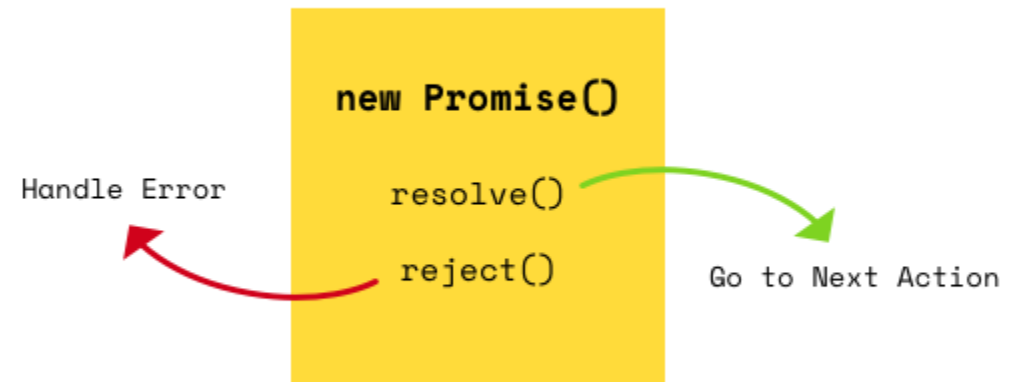 new Promise()
resolve()
reject()
Handle Error
Go to Next Action